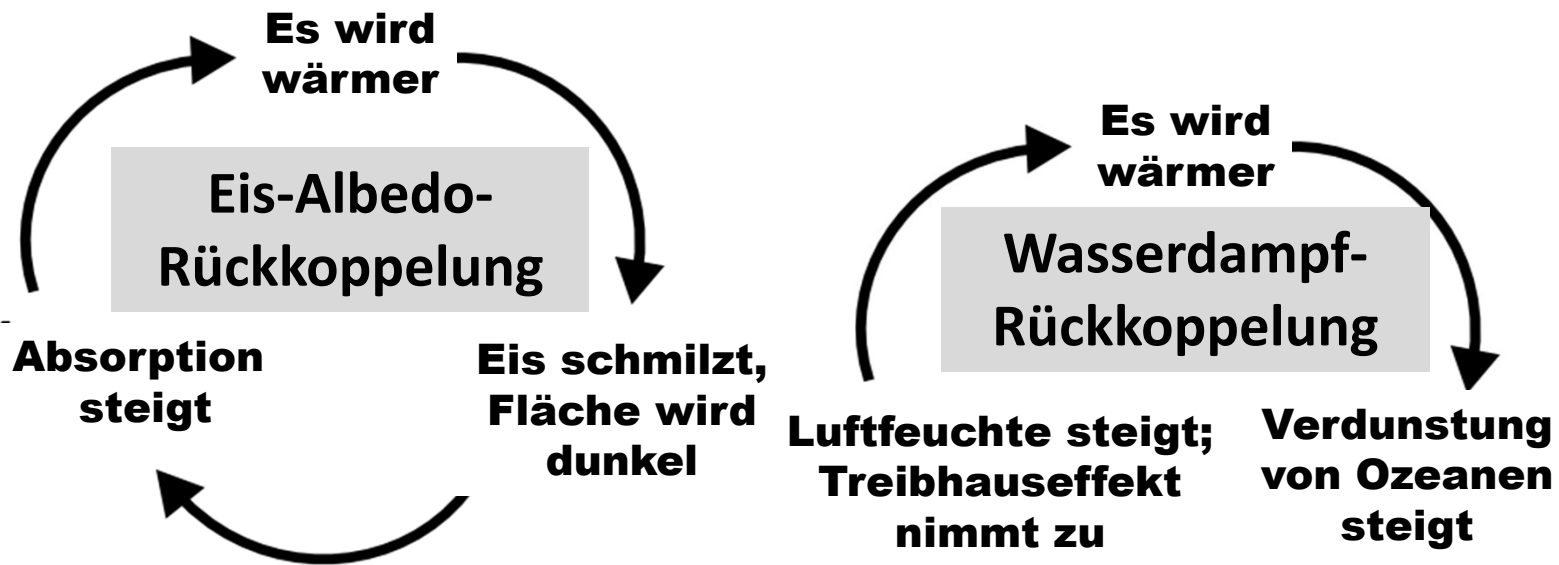 Es wird
wärmer
Eis-Albedo-
Rückkoppelung
Absorption
steigt
Eis schmilzt,
Fläche wird
dunkel
Es wird
wärmer
Wasserdampf-
Rückkoppelung
Luftfeuchte steigt;
Treibhauseffekt
nimmt zu
Verdunstung
von Ozeanen
steigt